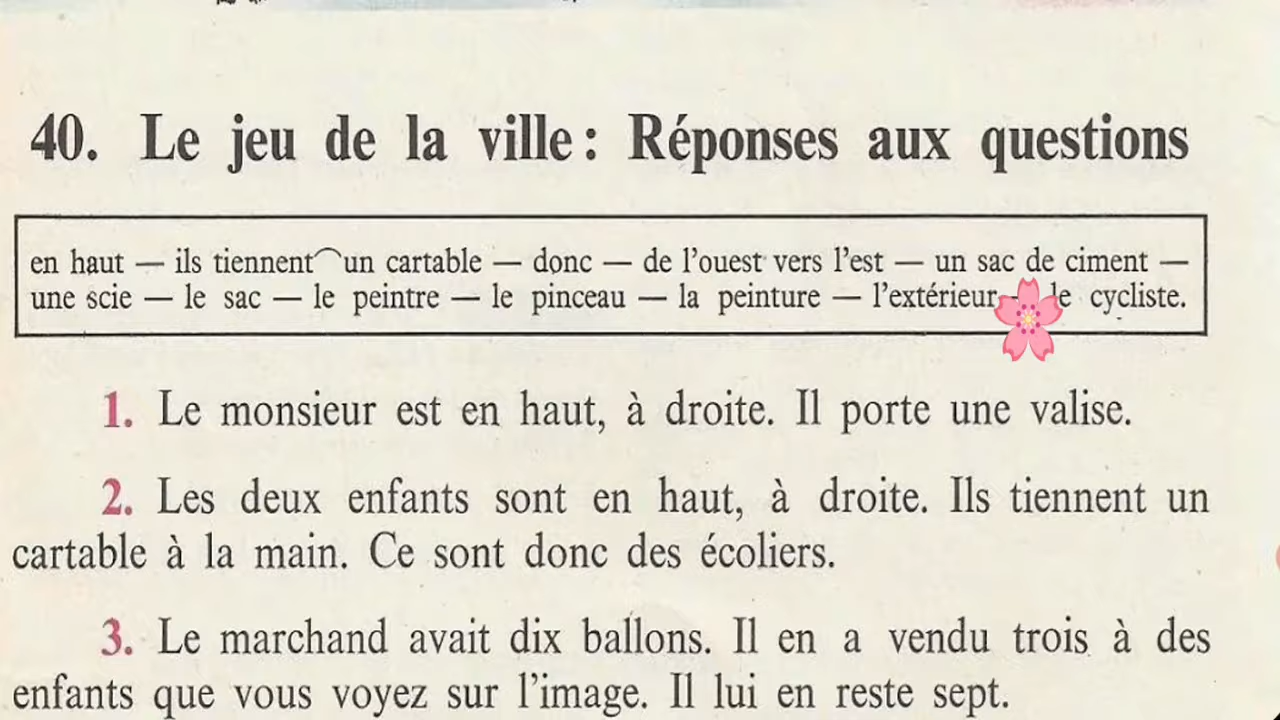 40. Le jeu de la ville : Réponses aux questions
en haut — ils tiennent⁀un cartable — donc — de l'ouest vers l'est — un sac de ciment —
une scie — le sac — le peintre — le pinceau — la peinture — l'extérieur — le cycliste.
1. Le monsieur est en haut, à droite. Il porte une valise.
2. Les deux enfants sont en haut, à droite. Ils tiennent un
cartable à la main. Ce sont donc des écoliers.
3. Le marchand avait dix ballons. Il en a vendu trois à des
enfants que vous voyez sur l'image. Il lui en reste sept.